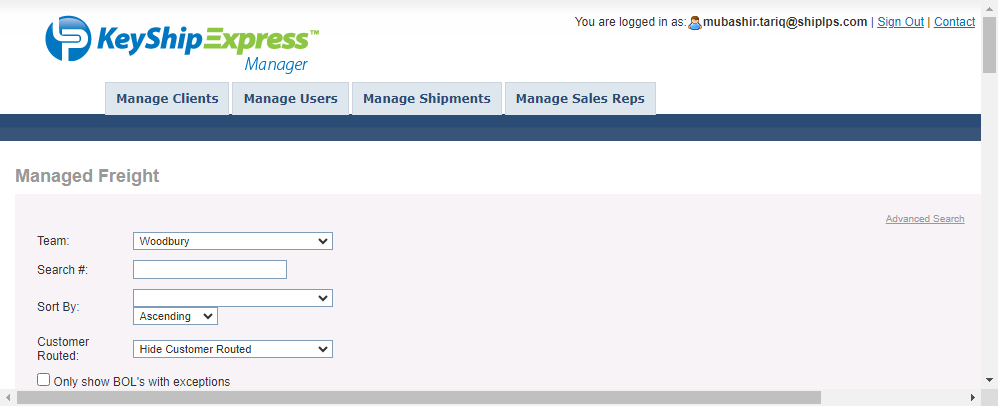 You are logged in as: mubashir.tariq@shiplps.com | Sign Out | Contact
KeyShipExpress™
Manager
Manage Clients Manage Users Manage Shipments Manage Sales Reps
Managed Freight
Advanced Search
Team: Woodbury
Search #:
Sort By:
Ascending
Customer
Routed: Hide Customer Routed
Only show BOL's with exceptions